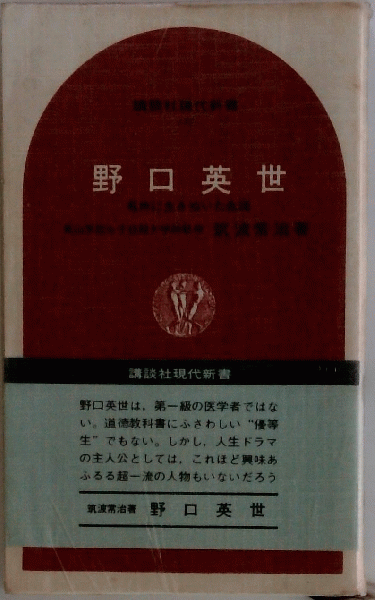 講談社現代新書
野口英世
筑波常治著
講談社現代新書
野口英世は、第一級の医学者ではな
い。道徳教科書にふさわしい“優等
生”でもない。しかし、人生ドラマ
の主人公としては、これほど興味あ
ふるる超一流の人物もいないだろう
筑波常治著 野口英世